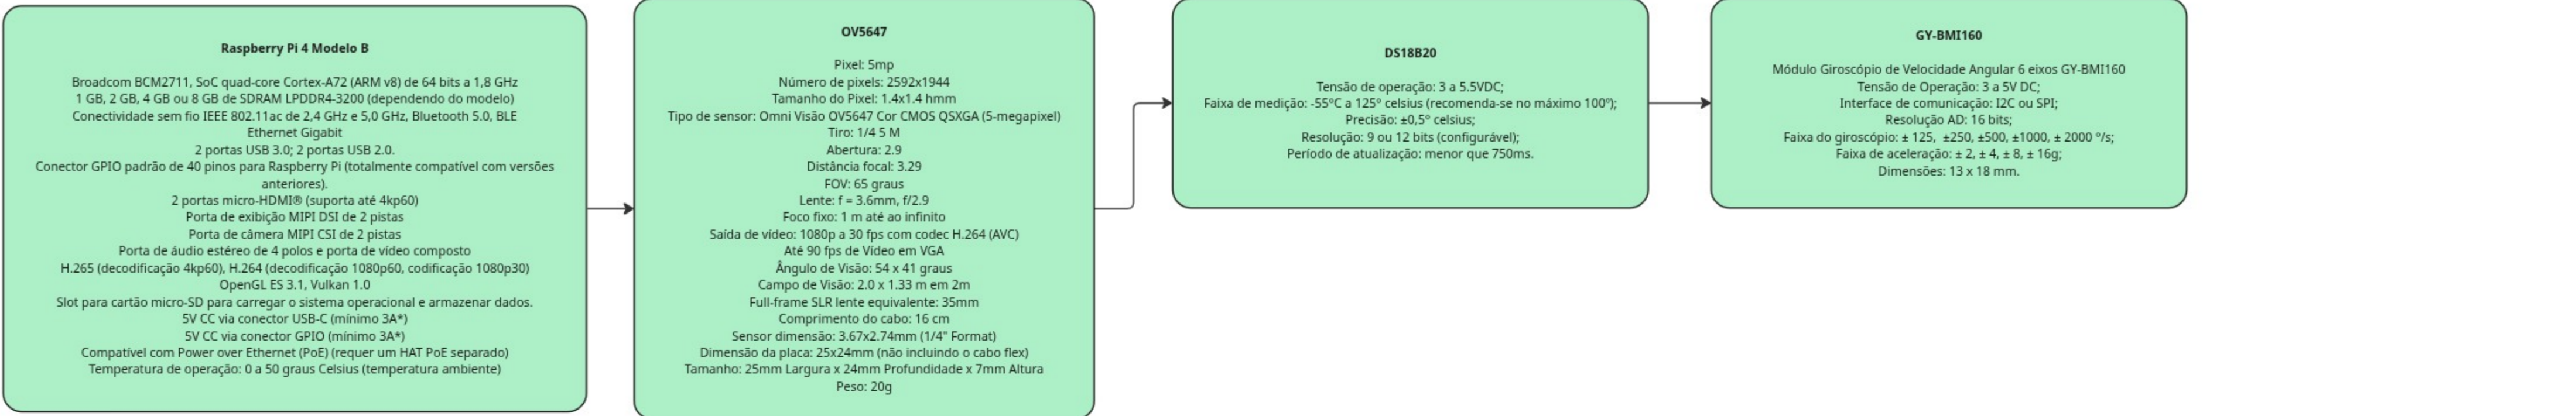 Raspberry Pi 4 Modelo B
Broadcom BCM2711, SoC quad-core Cortex-A72 (ARM v8) de 64 bits a 1,8 GHz
1 GB, 2 GB, 4 GB ou 8 GB de SDRAM LPDDR4-3200 (dependendo do modelo)
Conectividade sem fio IEEE 802.11ac de 2,4 GHz e 5,0 GHz, Bluetooth 5.0, BLE
Ethernet Gigabit
2 portas USB 3.0; 2 portas USB 2.0.
Conector GPIO padrão de 40 pinos para Raspberry Pi (totalmente compatível com versões
anteriores).
2 portas micro-HDMI® (suporta até 4kp60)
Porta de exibição MIPI DSI de 2 pistas
Porta de câmera MIPI CSI de 2 pistas
Porta de áudio estéreo de 4 polos e porta de vídeo composto
H.265 (decodificação 4kp60), H.264 (decodificação 1080p60, codificação 1080p30)
OpenGL ES 3.1, Vulkan 1.0
Slot para cartão micro-SD para carregar o sistema operacional e armazenar dados.
5V CC via conector USB-C (mínimo 3A*)
5V CC via conector GPIO (mínimo 3A*)
Compatível com Power over Ethernet (PoE) (requer um HAT PoE separado)
Temperatura de operação: 0 a 50 graus Celsius (temperatura ambiente)
OV5647
Pixel: 5mp
Número de pixels: 2592x1944
Tamanho do Pixel: 1.4x1.4 hmm
Tipo de sensor: Omni Visão OV5647 Cor CMOS QSXGA (5-megapixel)
Tiro: 1/4 5 M
Abertura: 2.9
Distância focal: 3.29
FOV: 65 graus
Lente: f = 3.6mm, f/2.9
Foco fixo: 1 m até ao infinito
Saída de vídeo: 1080p a 30 fps com codec H.264 (AVC)
Até 90 fps de Vídeo em VGA
Ângulo de Visão: 54 x 41 graus
Campo de Visão: 2.0 x 1.33 m em 2m
Full-frame SLR lente equivalente: 35mm
Comprimento do cabo: 16 cm
Sensor dimensão: 3.67x2.74mm (1/4" Format)
Dimensão da placa: 25x24mm (não incluindo o cabo flex)
Tamanho: 25mm Largura x 24mm Profundidade x 7mm Altura
Peso: 20g
DS18B20
Tensão de operação: 3 a 5.5VDC;
Faixa de medição: -55°C a 125º celsius (recomenda-se no máximo 100º);
Precisão: ±0,5º celsius;
Resolução: 9 ou 12 bits (configurável);
Período de atualização: menor que 750ms.
GY-BMI160
Módulo Giroscópio de Velocidade Angular 6 eixos GY-BMI160
Tensão de Operação: 3 a 5V DC;
Interface de comunicação: I2C ou SPI;
Resolução AD: 16 bits;
Faixa do giroscópio: ± 125, ±250, ±500, ±1000, ± 2000 °/s;
Faixa de aceleração: ± 2, ± 4, ± 8, ± 16g;
Dimensões: 13 x 18 mm.